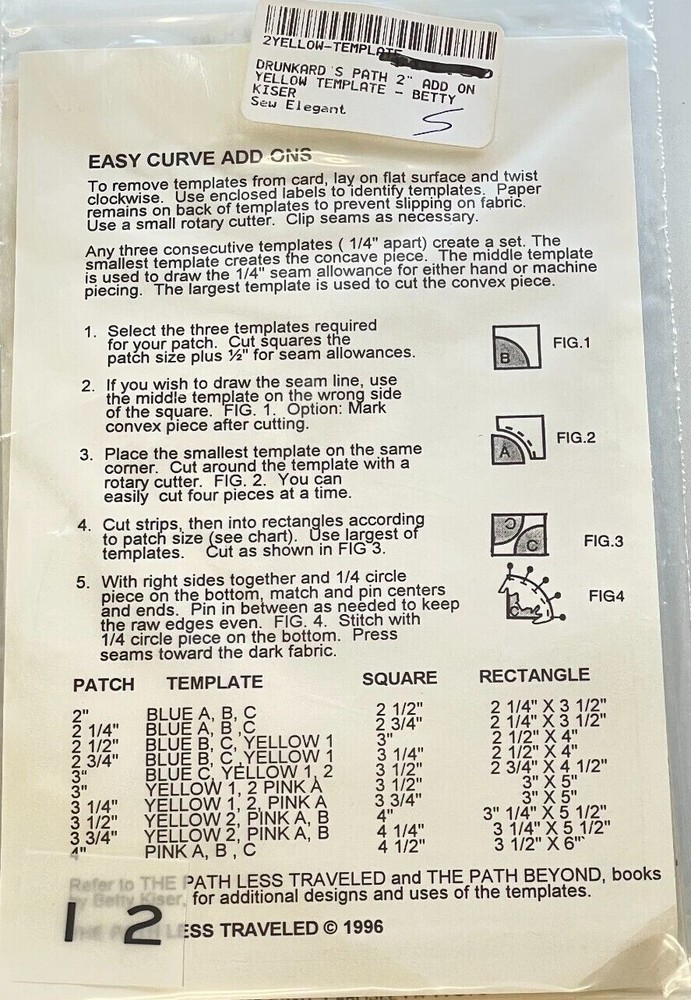 2YELLOW-TEMPLATE
DRUNKARD'S PATH 2" ADD ON
YELLOW TEMPLATE - BETTY
KISER
Sew Elegant
5
EASY CURVE ADD ONS
To remove templates from card, lay on flat surface and twist
clockwise. Use enclosed labels to identify templates. Paper
remains on back of templates to prevent slipping on fabric.
Use a small rotary cutter. Clip seams as necessary.
Any three consecutive templates ( 1/4" apart) create a set. The
smallest template creates the concave piece. The middle template
is used to draw the 1/4" seam allowance for either hand or machine
piecing. The largest template is used to cut the convex piece.
1. Select the three templates required
for your patch. Cut squares the
patch size plus ½" for seam allowances.
B FIG.1
2. If you wish to draw the seam line, use
the middle template on the wrong side
of the square. FIG. 1. Option: Mark
convex piece after cutting.
A FIG.2
3. Place the smallest template on the same
corner. Cut around the template with a
rotary cutter. FIG. 2. You can
easily cut four pieces at a time.
4. Cut strips, then into rectangles according
to patch size (see chart). Use largest of
templates. Cut as shown in FIG 3.
C C FIG.3
5. With right sides together and 1/4 circle
piece on the bottom, match and pin centers
and ends. Pin in between as needed to keep
the raw edges even. FIG. 4. Stitch with
1/4 circle piece on the bottom. Press
seams toward the dark fabric.
C FIG4
PATCH TEMPLATE SQUARE RECTANGLE
2" BLUE A, B, C 2 1/2" 2 1/4" X 3 1/2"
2 1/4" BLUE A, B ,C 2 3/4" 2 1/4" X 3 1/2"
2 1/2" BLUE B, C, YELLOW 1 3" 2 1/2" X 4"
2 3/4" BLUE B, C, YELLOW 1 3 1/4" 2 1/2" X 4"
3" BLUE C, YELLOW 1, 2 3 1/2" 2 3/4" X 4 1/2"
3" YELLOW 1, 2 PINK A 3 1/2" 3" X 5"
3 1/4" YELLOW 1, 2, PINK A 3 3/4" 3" X 5"
3 1/2" YELLOW 2, PINK A, B 4" 3" 1/4" X 5 1/2"
3 3/4" YELLOW 2, PINK A, B 4 1/4" 3 1/4" X 5 1/2"
4" PINK A, B , C 4 1/2" 3 1/2" X 6"
Refer to THE PATH LESS TRAVELED and THE PATH BEYOND, books
by Betty Kiser, for additional designs and uses of the templates.
THE PATH LESS TRAVELED © 1996
1 2